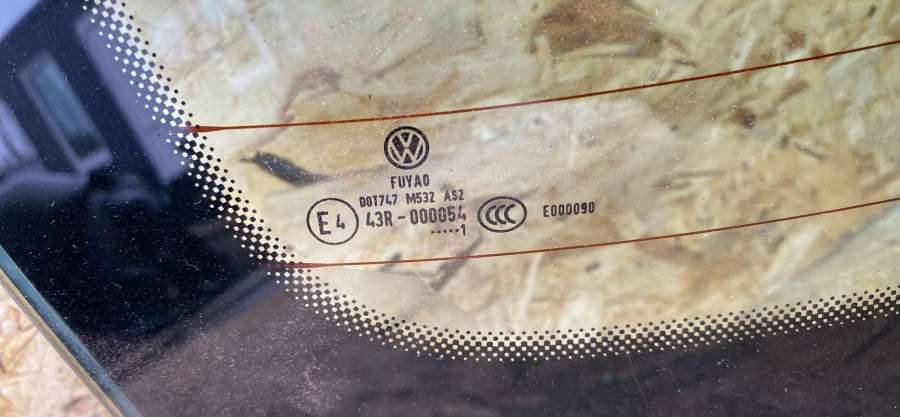 FUYAO
DOT747 M532 AS2
E4 43R-000054 CCC E000090
.....1